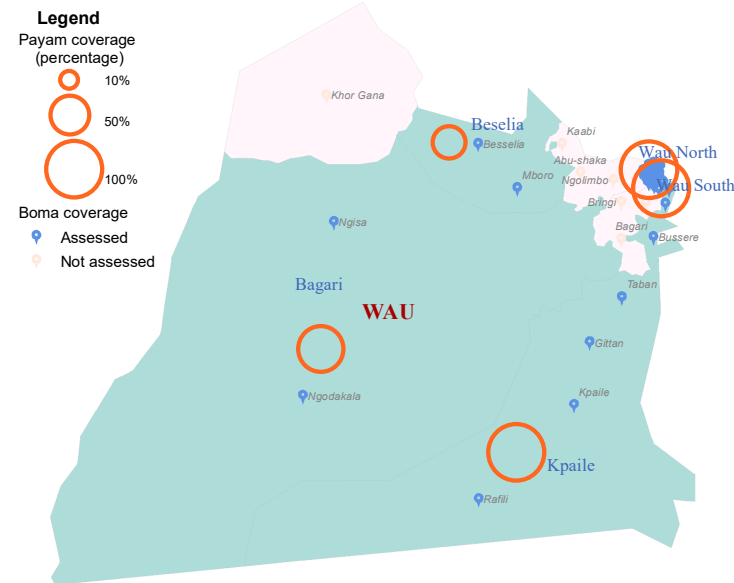 Legend
Payam coverage
(percentage)
10%
50%
100%
Boma coverage
Assessed
Not assessed
Khor Gana
Beselia
Besselia
Kaabi
Wau North
Abu-shaka
Mboro
Ngolimbo
Wau South
Bringi
Ngisa
Bagari
Bussere
Bagari
Taban
WAU
Gittan
Ngodakala
Kpaile
Kpaile
Rafili